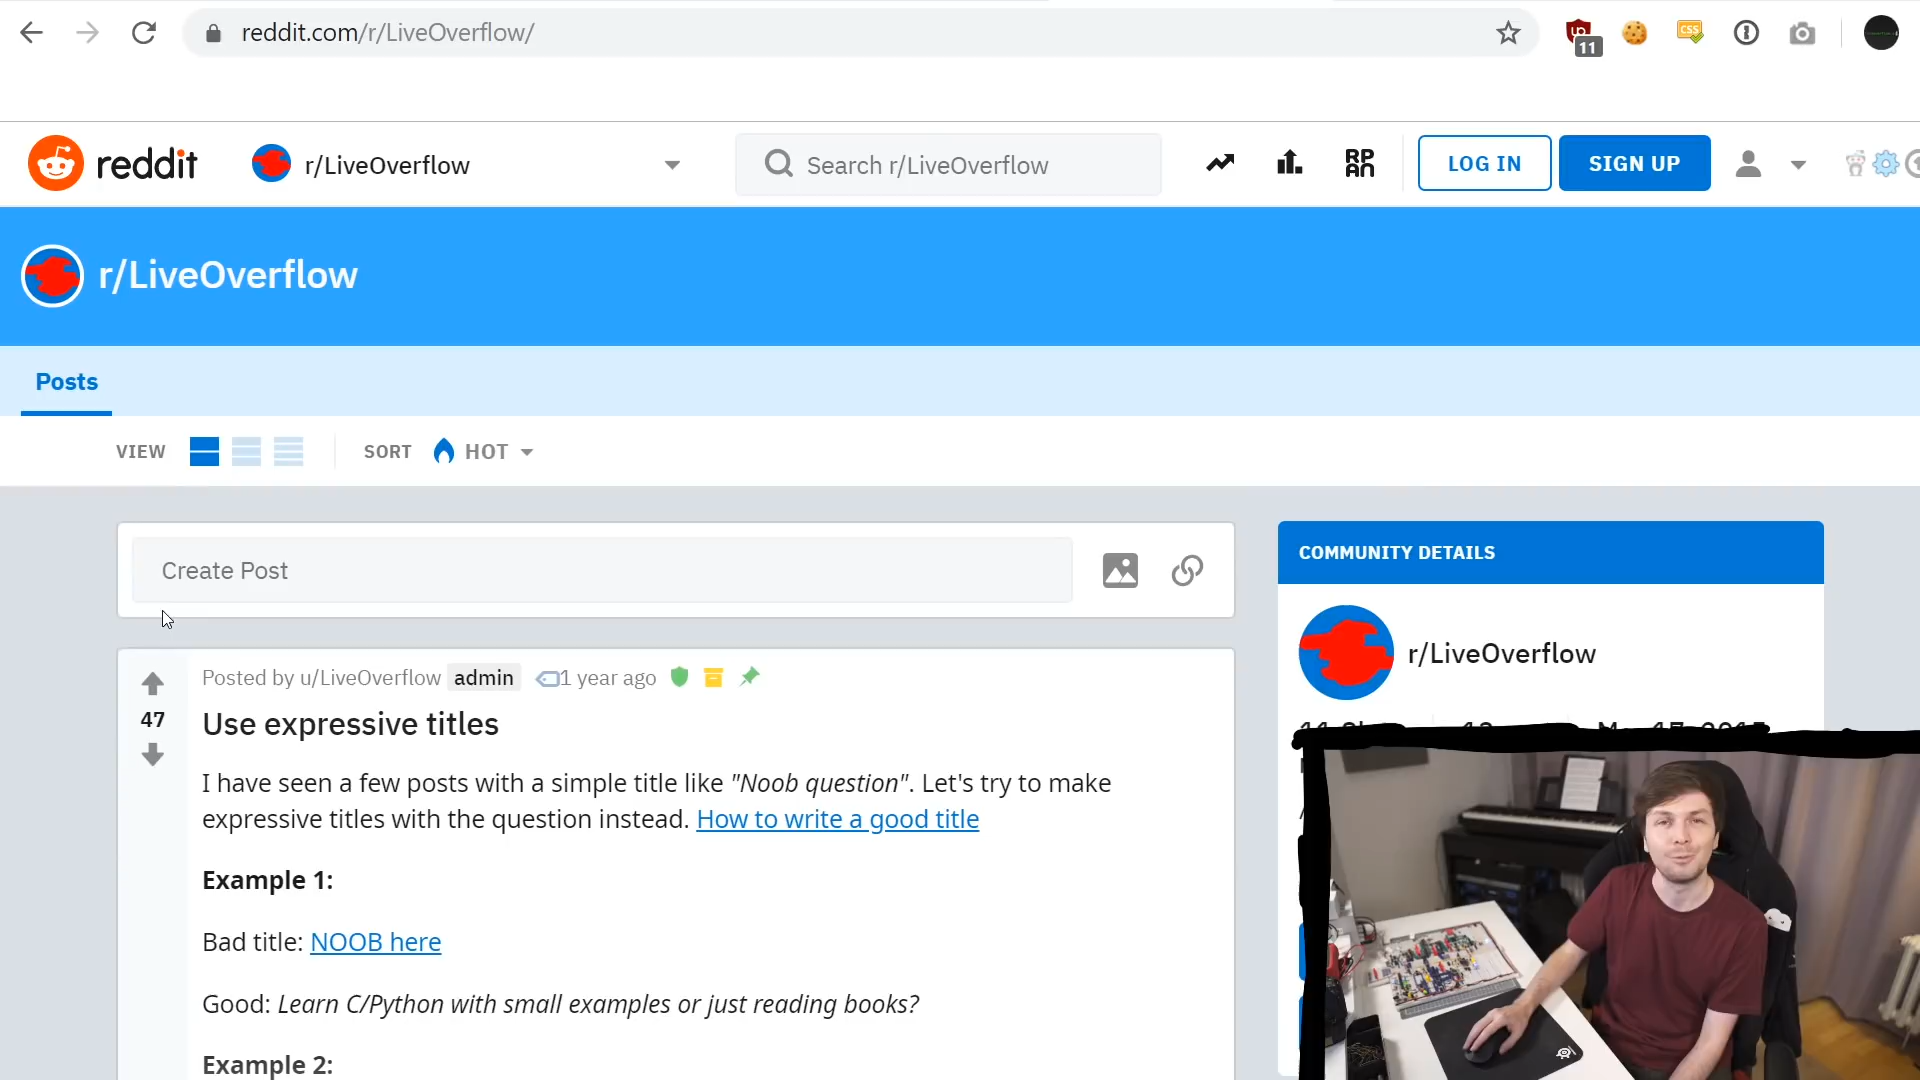 reddit.com/r/LiveOverflow/
11
reddit
r/LiveOverflow
Search r/LiveOverflow
RPAN
LOG IN
SIGN UP
r/LiveOverflow
Posts
VIEW
SORT
HOT
Create Post
COMMUNITY DETAILS
r/LiveOverflow
Posted by u/LiveOverflow admin 1 year ago
47
Use expressive titles
I have seen a few posts with a simple title like "Noob question". Let's try to make
expressive titles with the question instead. How to write a good title
Example 1:
Bad title: NOOB here
Good: Learn C/Python with small examples or just reading books?
Example 2: